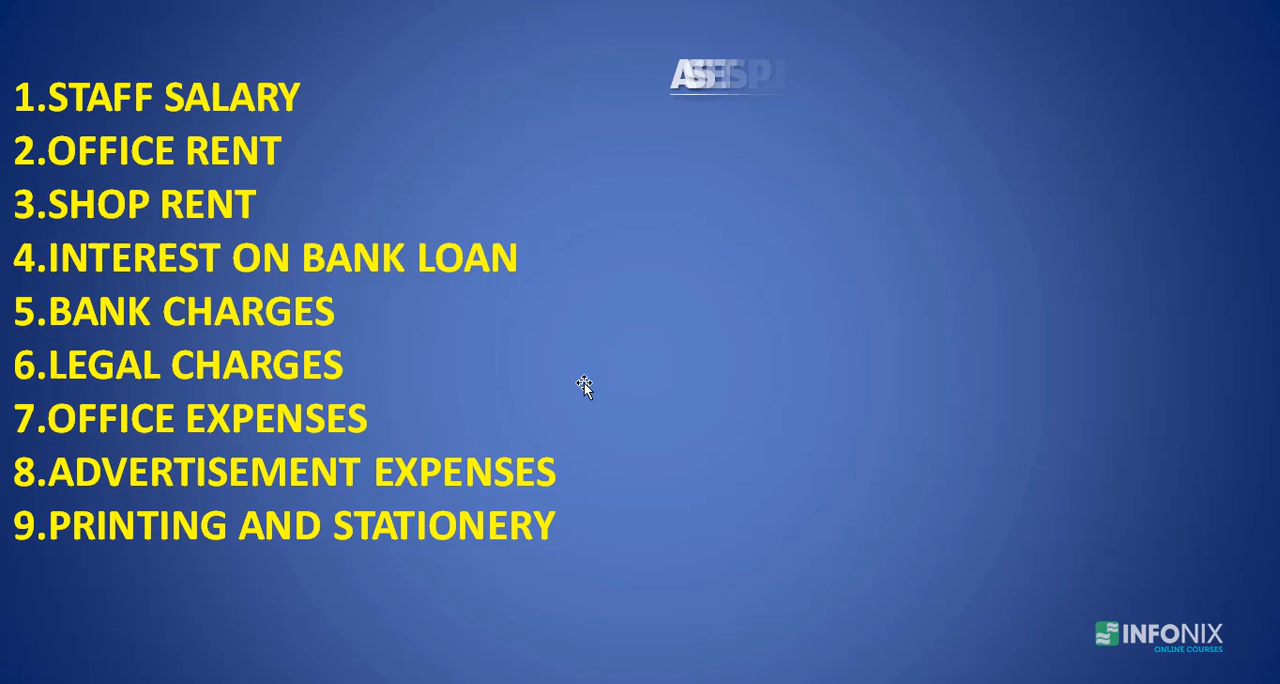 1.STAFF SALARY
2.OFFICE RENT
3.SHOP RENT
4.INTEREST ON BANK LOAN
5.BANK CHARGES
6.LEGAL CHARGES
7.OFFICE EXPENSES
8.ADVERTISEMENT EXPENSES
9.PRINTING AND STATIONERY
INFONIX
ONLINE COURSES